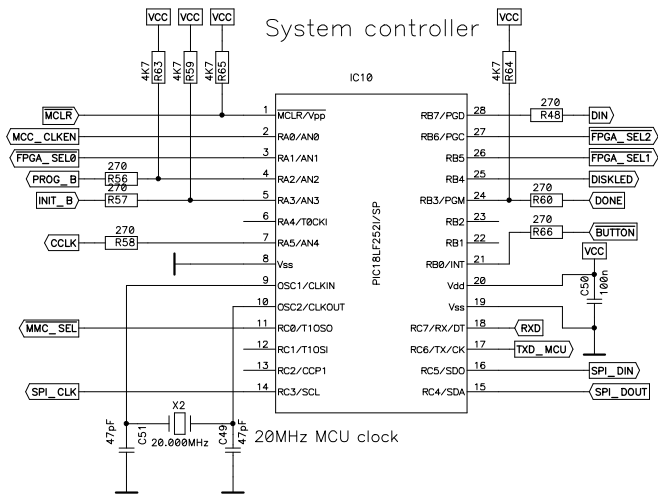 System controller
VCC VCC VCC VCC
4K7 R63 4K7 R59 R65 4K7 R64
IC10
MCLR 1 MCLR/Vpp RB7/PGD 28 270 R48 DIN
MCC_CLKEN 2 RA0/AN0 RB6/PGC 27 FPGA_SEL2
FPGA_SEL0 3 RA1/AN1 RB5 26 FPGA_SEL1
PROG_B 270 R56 4 RA2/AN2 RB4 25 DISKLED
INIT_B 270 R57 5 RA3/AN3 RB3/PGM 24 270 R60 DONE
6 RA4/T0CKI RB2 23
CCLK 270 R58 7 RA5/AN4 RB1 22
8 Vss RB0/INT 21 270 R66 BUTTON
PIC18LF252I/SP
9 OSC1/CLKIN Vdd 20 VCC
10 OSC2/CLKOUT Vss 19 C50 100n
MMC_SEL 11 RC0/T1OSO RC7/RX/DT 18 RXD
12 RC1/T1OSI RC6/TX/CK 17 TXD_MCU
13 RC2/CCP1 RC5/SDO 16 SPI_DIN
SPI_CLK 14 RC3/SCL RC4/SDA 15 SPI_DOUT
47pF C51 X2 20.000MHz C49 47pF
20MHz MCU clock